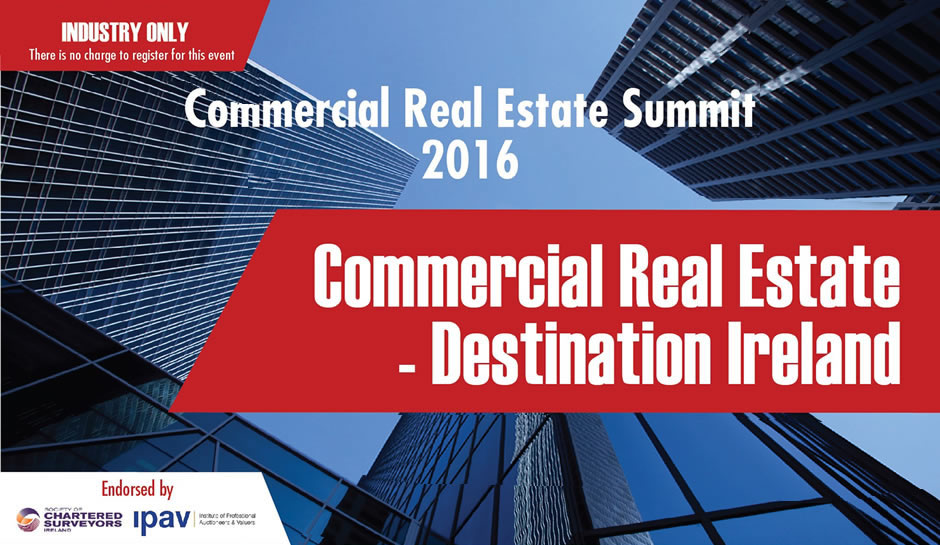 INDUSTRY ONLY
There is no charge to register for this event
Commercial Real Estate Summit
2016
Commercial Real Estate
- Destination Ireland
Endorsed by
SOCIETY OF
CHARTERED
SURVEYORS
IRELAND
ipav
Institute of Professional
Auctioneers & Valuers